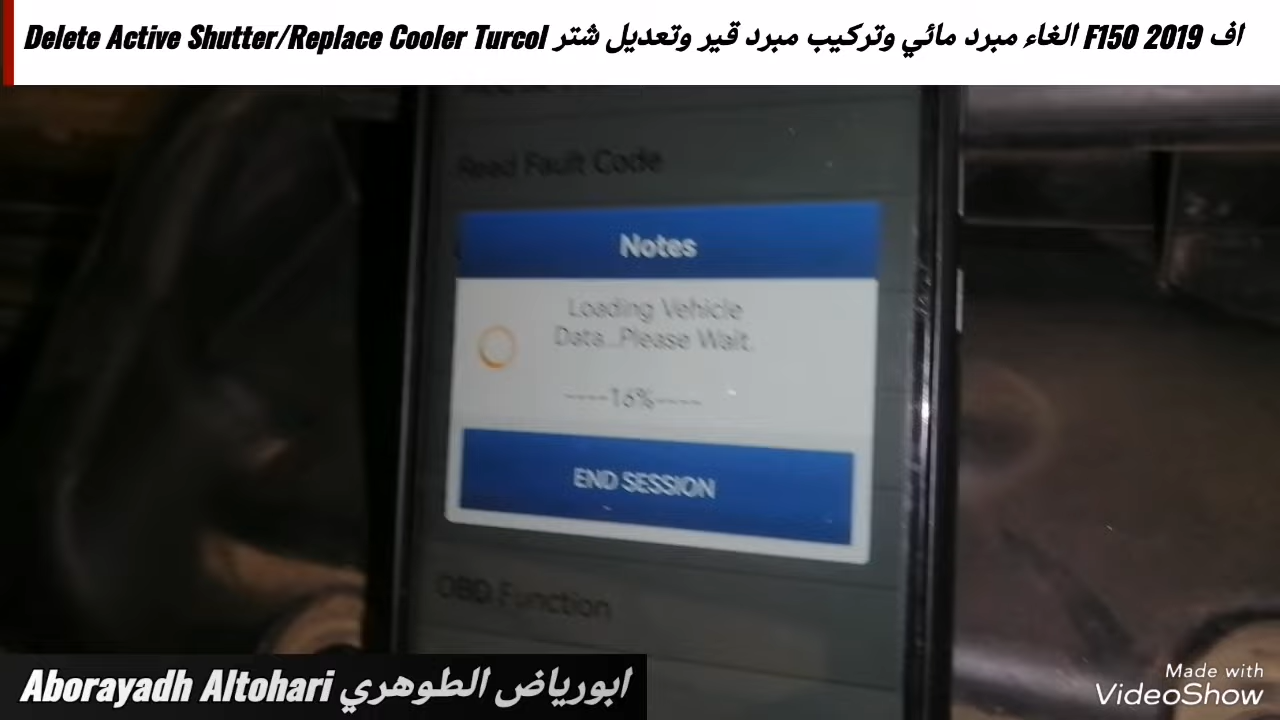 اف F150 2019 الغاء مبرد مائي وتركيب مبرد قير وتعديل شتر Delete Active Shutter/Replace Cooler Turcol
Read Fault Code
Notes
Loading Vehicle
Data...Please Wait.
----16%----
END SESSION
OBD Function
Aborayadh Altohari ابورياض الطوهري
Made with
VideoShow